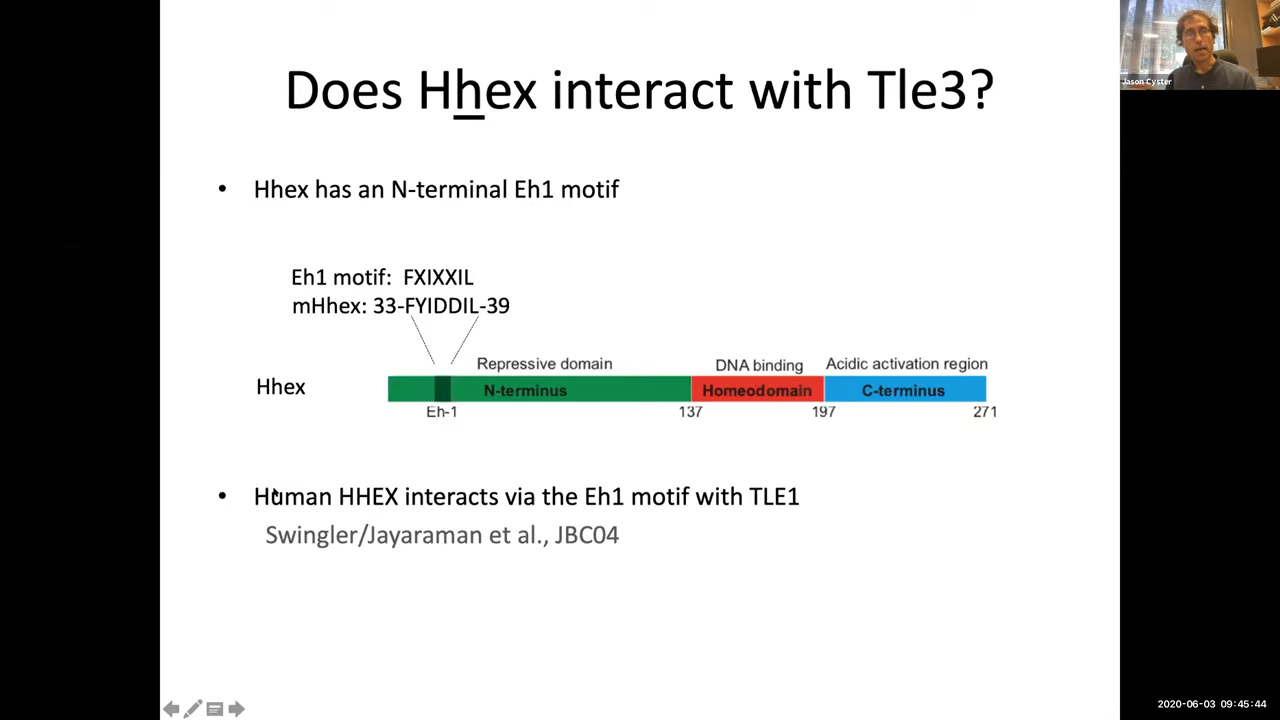 Does Hhex interact with Tle3?
Jason Cyster
• Hhex has an N-terminal Eh1 motif
Eh1 motif: FXIXXIL
mHhex: 33-FYIDDIL-39
Repressive domain
DNA binding
Acidic activation region
Hhex
N-terminus
Homeodomain
C-terminus
Eh-1
137
197
271
• Human HHEX interacts via the Eh1 motif with TLE1
Swingler/Jayaraman et al., JBC04
2020-06-03 09:45:44